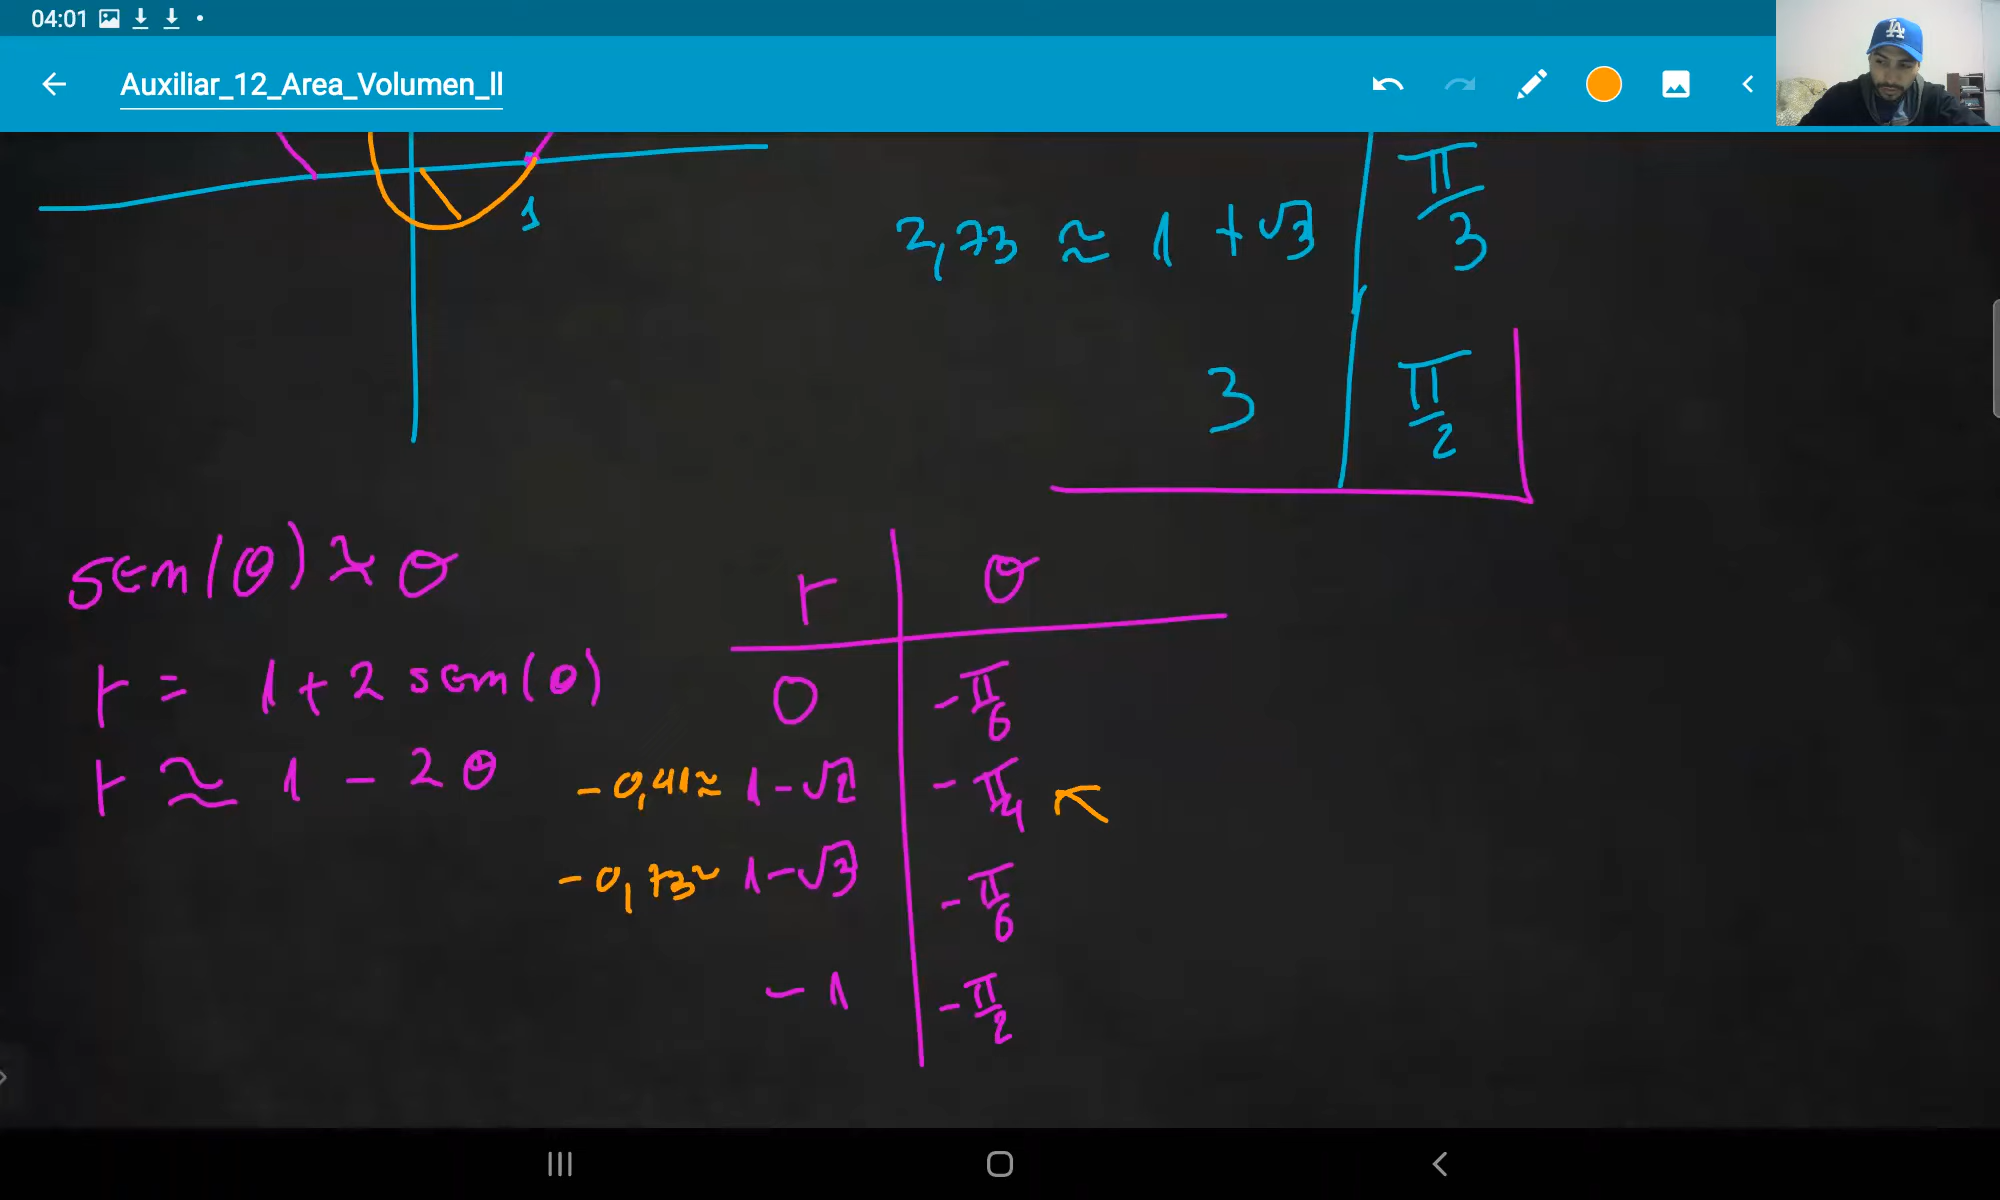 04:01
Auxiliar_12_Area_Volumen_ll
LA
1
2,73 ≈ 1 + √3 | π/3
3 | π/2
sen(θ) ≈ θ
r = 1 + 2 sen(θ)
r ≈ 1 - 2θ
r | θ
0 | -π/6
-0,41 ≈ 1-√2 | -π/4
-0,73 ~ 1-√3 | -π/6
-1 | -π/2